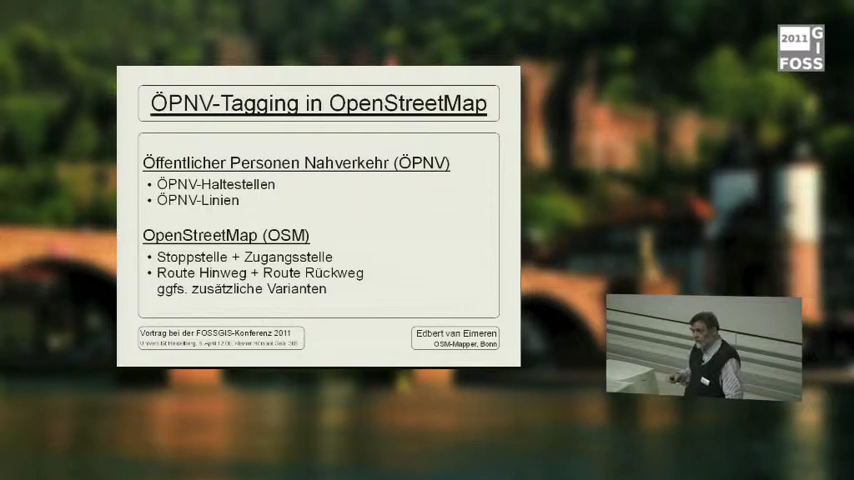 ÖPNV-Tagging in OpenStreetMap
Öffentlicher Personen Nahverkehr (ÖPNV)
• ÖPNV-Haltestellen
• ÖPNV-Linien
OpenStreetMap (OSM)
• Stoppstelle + Zugangsstelle
• Route Hinweg + Route Rückweg
ggfs. zusätzliche Varianten
Vortrag bei der FOSSGIS-Konferenz 2011
Edbert van Eimeren
OSM-Mapper, Bonn
2011
FOSS
GI